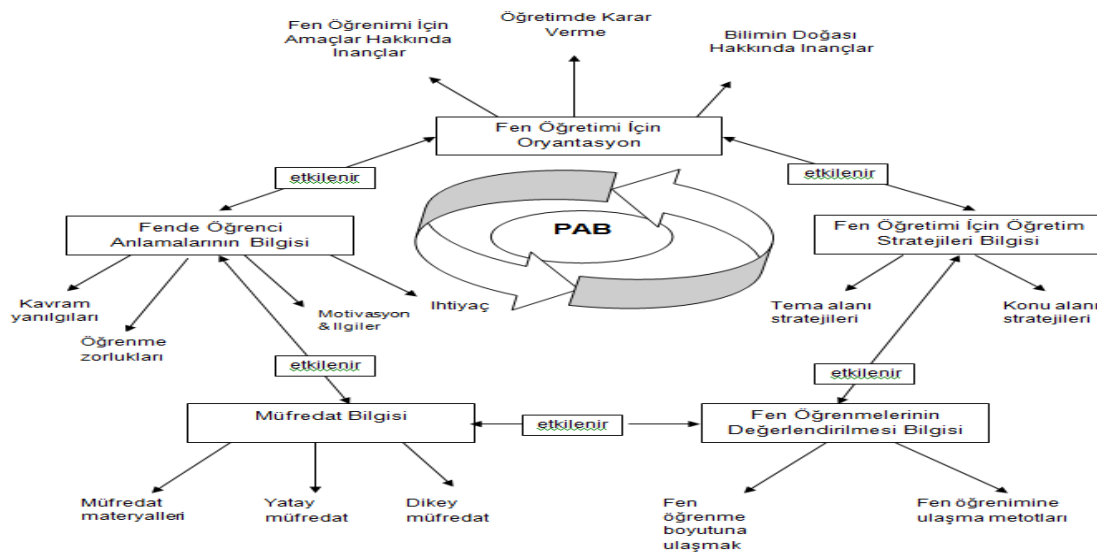 Fen Öğrenimi İçin
Amaçlar Hakkında
İnançlar
Öğretimde Karar
Verme
Bilimin Doğası
Hakkında İnançlar
Fen Öğretimi İçin
Oryantasyon
etkilenir
etkilenir
Fende Öğrenci
Anlamalarının Bilgisi
PAB
Fen Öğretimi İçin Öğretim
Stratejileri Bilgisi
Kavram
yanılgıları
Öğrenme
zorlukları
Motivasyon
& Ilgiler
Ihtiyaç
Tema alanı
stratejileri
Konu alanı
stratejileri
etkilenir
etkilenir
Müfredat Bilgisi
etkilenir
Fen Öğrenmelerinin
Değerlendirilmesi Bilgisi
Müfredat
materyalleri
Yatay
müfredat
Dikey
müfredat
Fen
öğrenme
boyutuna
ulaşmak
Fen öğrenimine
ulaşma metotları